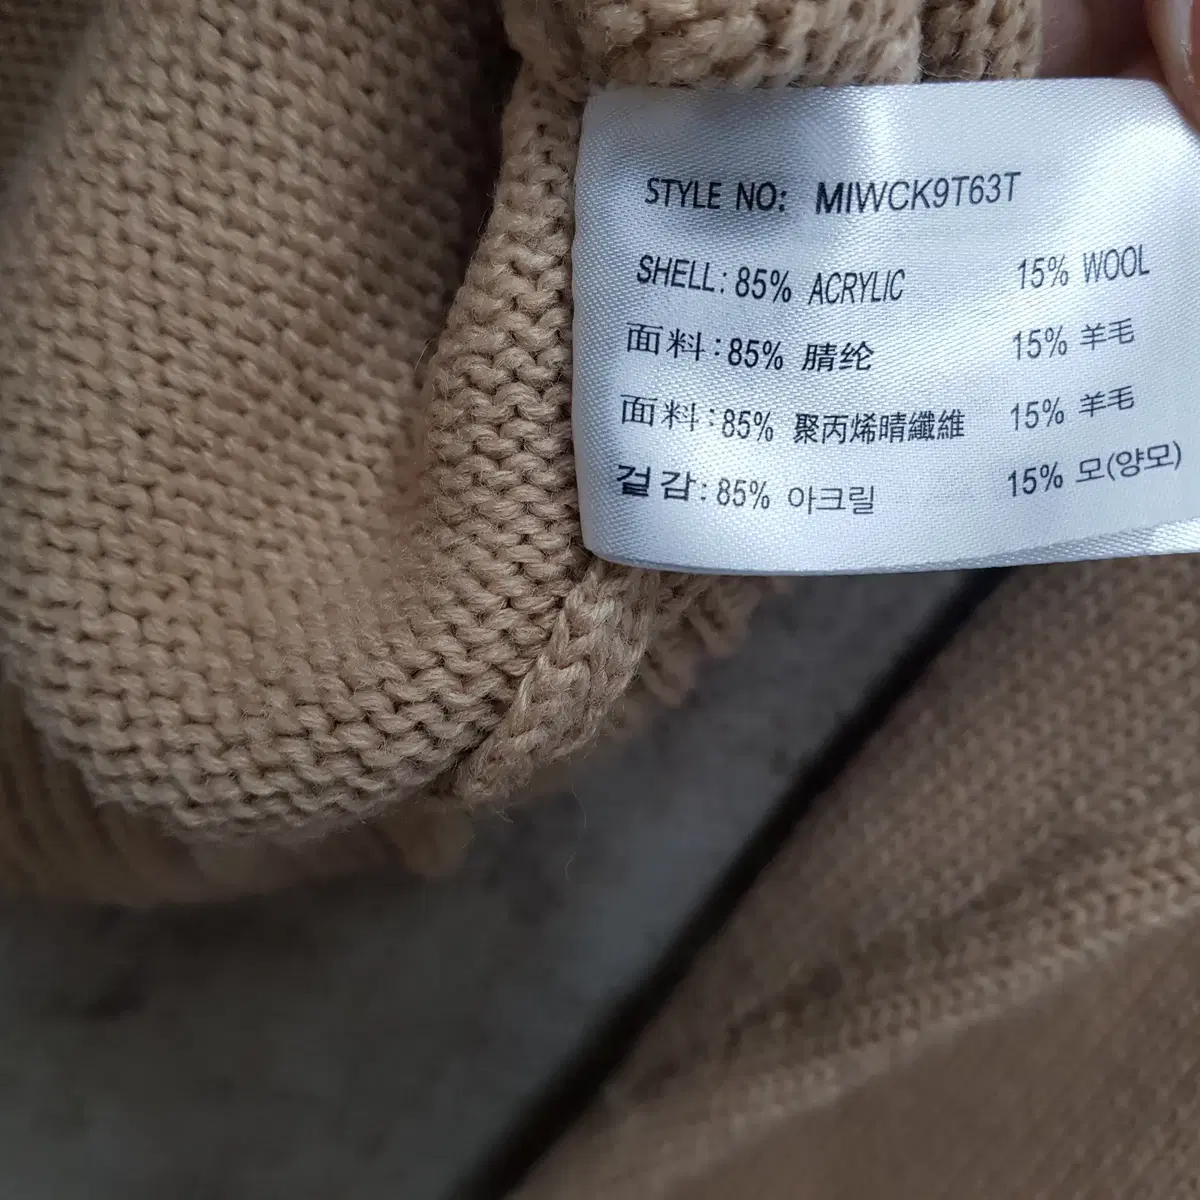 STYLE NO: MIWCK9T63T
SHELL: 85% ACRYLIC 15% WOOL
面料:85% 腈纶 15% 羊毛
面料:85% 聚丙烯晴纖維 15% 羊毛
겉감:85% 아크릴 15% 모(양모)